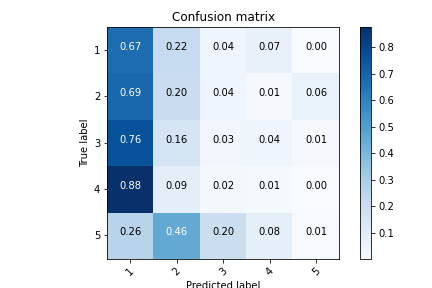 Confusion matrix
True label
1 0.67 0.22 0.04 0.07 0.00
2 0.69 0.20 0.04 0.01 0.06
3 0.76 0.16 0.03 0.04 0.01
4 0.88 0.09 0.02 0.01 0.00
5 0.26 0.46 0.20 0.08 0.01
1 2 3 4 5
Predicted label
0.8
0.7
0.6
0.5
0.4
0.3
0.2
0.1